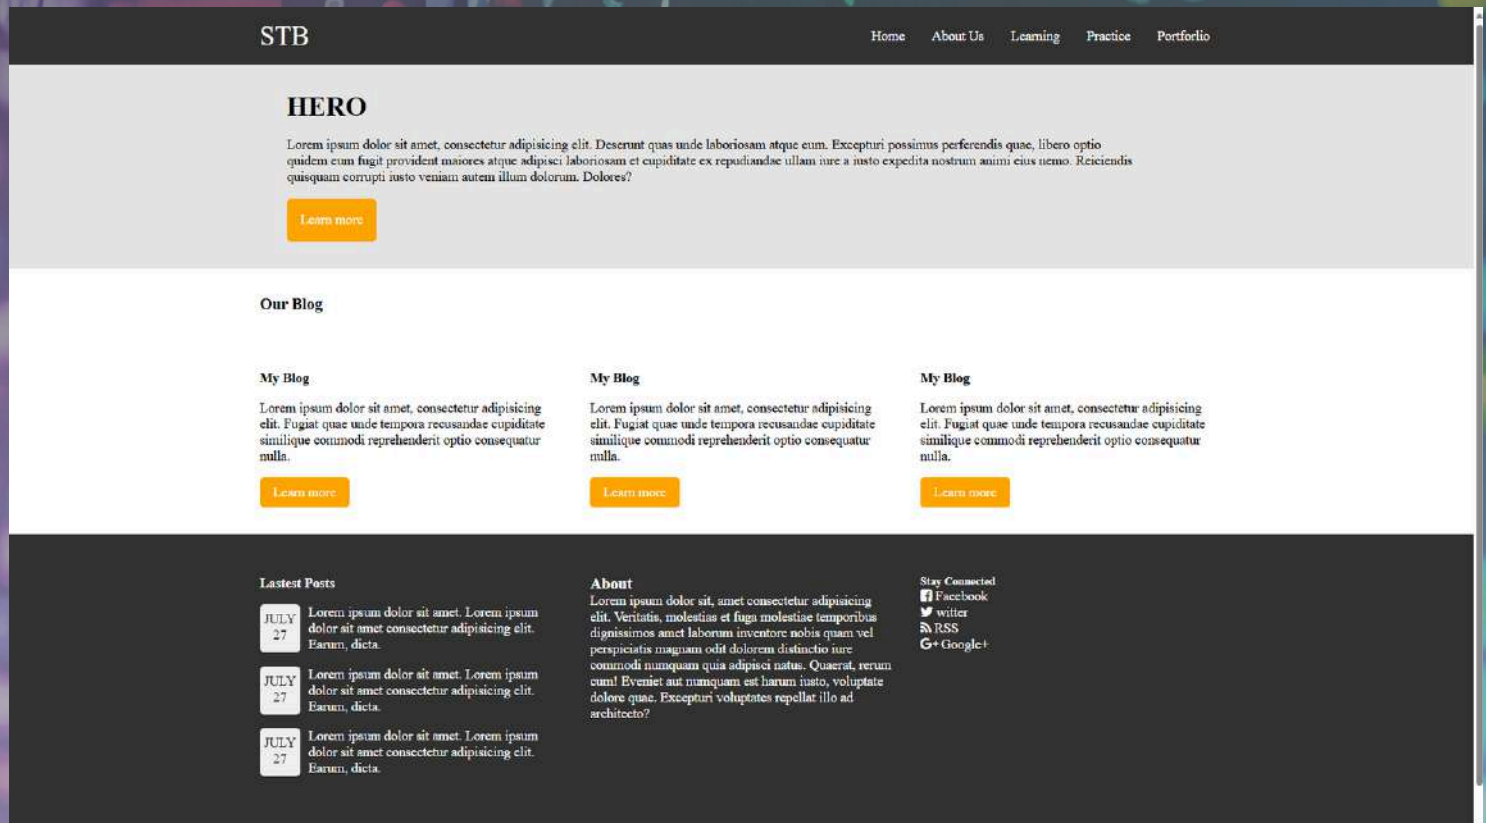 STB
Home About Us Learning Practice Portforlio
HERO
Lorem ipsum dolor sit amet, consectetur adipisicing elit. Deserunt quas unde laboriosam atque eum. Excepturi possimus perferendis quae, libero optio
quidem eum fugit provident maiores atque adipisci laboriosam et cupiditate ex repudiandae ullam iure a iusto expedita nostrum animi eius nemo. Reiciendis
quisquam corrupti iusto veniam autem illum dolorum. Dolores?
Learn more
Our Blog
My Blog
Lorem ipsum dolor sit amet, consectetur adipisicing
elit. Fugiat quae unde tempora recusandae cupiditate
similique commodi reprehenderit optio consequatur
nulla.
Learn more
My Blog
Lorem ipsum dolor sit amet, consectetur adipisicing
elit. Fugiat quae unde tempora recusandae cupiditate
similique commodi reprehenderit optio consequatur
nulla.
Learn more
My Blog
Lorem ipsum dolor sit amet, consectetur adipisicing
elit. Fugiat quae unde tempora recusandae cupiditate
similique commodi reprehenderit optio consequatur
nulla.
Learn more
Lastest Posts
JULY
27
Lorem ipsum dolor sit amet. Lorem ipsum
dolor sit amet consectetur adipisicing elit.
Earum, dicta.
JULY
27
Lorem ipsum dolor sit amet. Lorem ipsum
dolor sit amet consectetur adipisicing elit.
Earum, dicta.
JULY
27
Lorem ipsum dolor sit amet. Lorem ipsum
dolor sit amet consectetur adipisicing elit.
Earum, dicta.
About
Lorem ipsum dolor sit, amet consectetur adipisicing
elit. Veritatis, molestias et fuga molestiae temporibus
dignissimos amet laborum inventore nobis quam vel
perspiciatis magnam odit dolorem distinctio iure
commodi numquam quia adipisci natus. Quaerat, rerum
cum! Eveniet aut numquam est harum iusto, voluptate
dolore quae. Excepturi voluptates repellat illo ad
architecto?
Stay Connected
Facebook
witter
RSS
G+ Google+